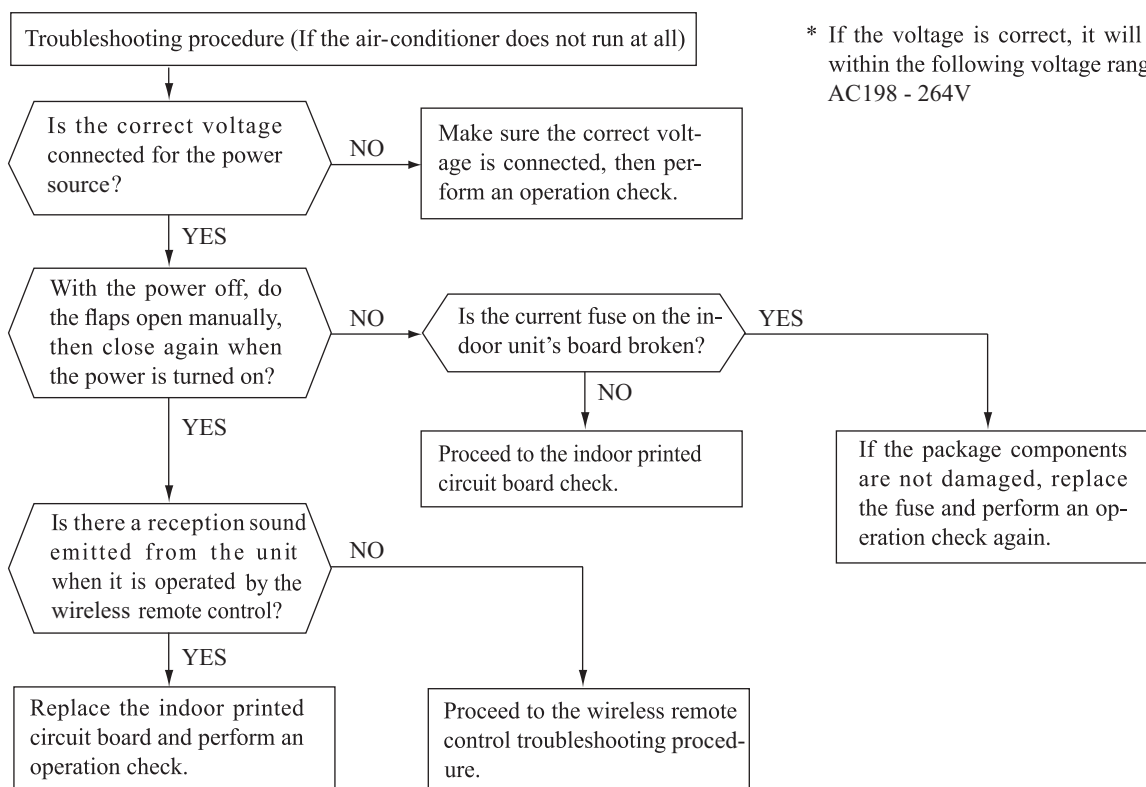 Troubleshooting procedure (If the air-conditioner does not run at all)
* If the voltage is correct, it will
within the following voltage rang
AC198 - 264V
Is the correct voltage
connected for the power
source?
NO
Make sure the correct volt-
age is connected, then per-
form an operation check.
YES
With the power off, do
the flaps open manually,
then close again when
the power is turned on?
NO
Is the current fuse on the in-
door unit's board broken?
YES
NO
YES
Proceed to the indoor printed
circuit board check.
If the package components
are not damaged, replace
the fuse and perform an op-
eration check again.
Is there a reception sound
emitted from the unit
when it is operated by the
wireless remote control?
NO
YES
Replace the indoor printed
circuit board and perform an
operation check.
Proceed to the wireless remote
control troubleshooting proced-
ure.